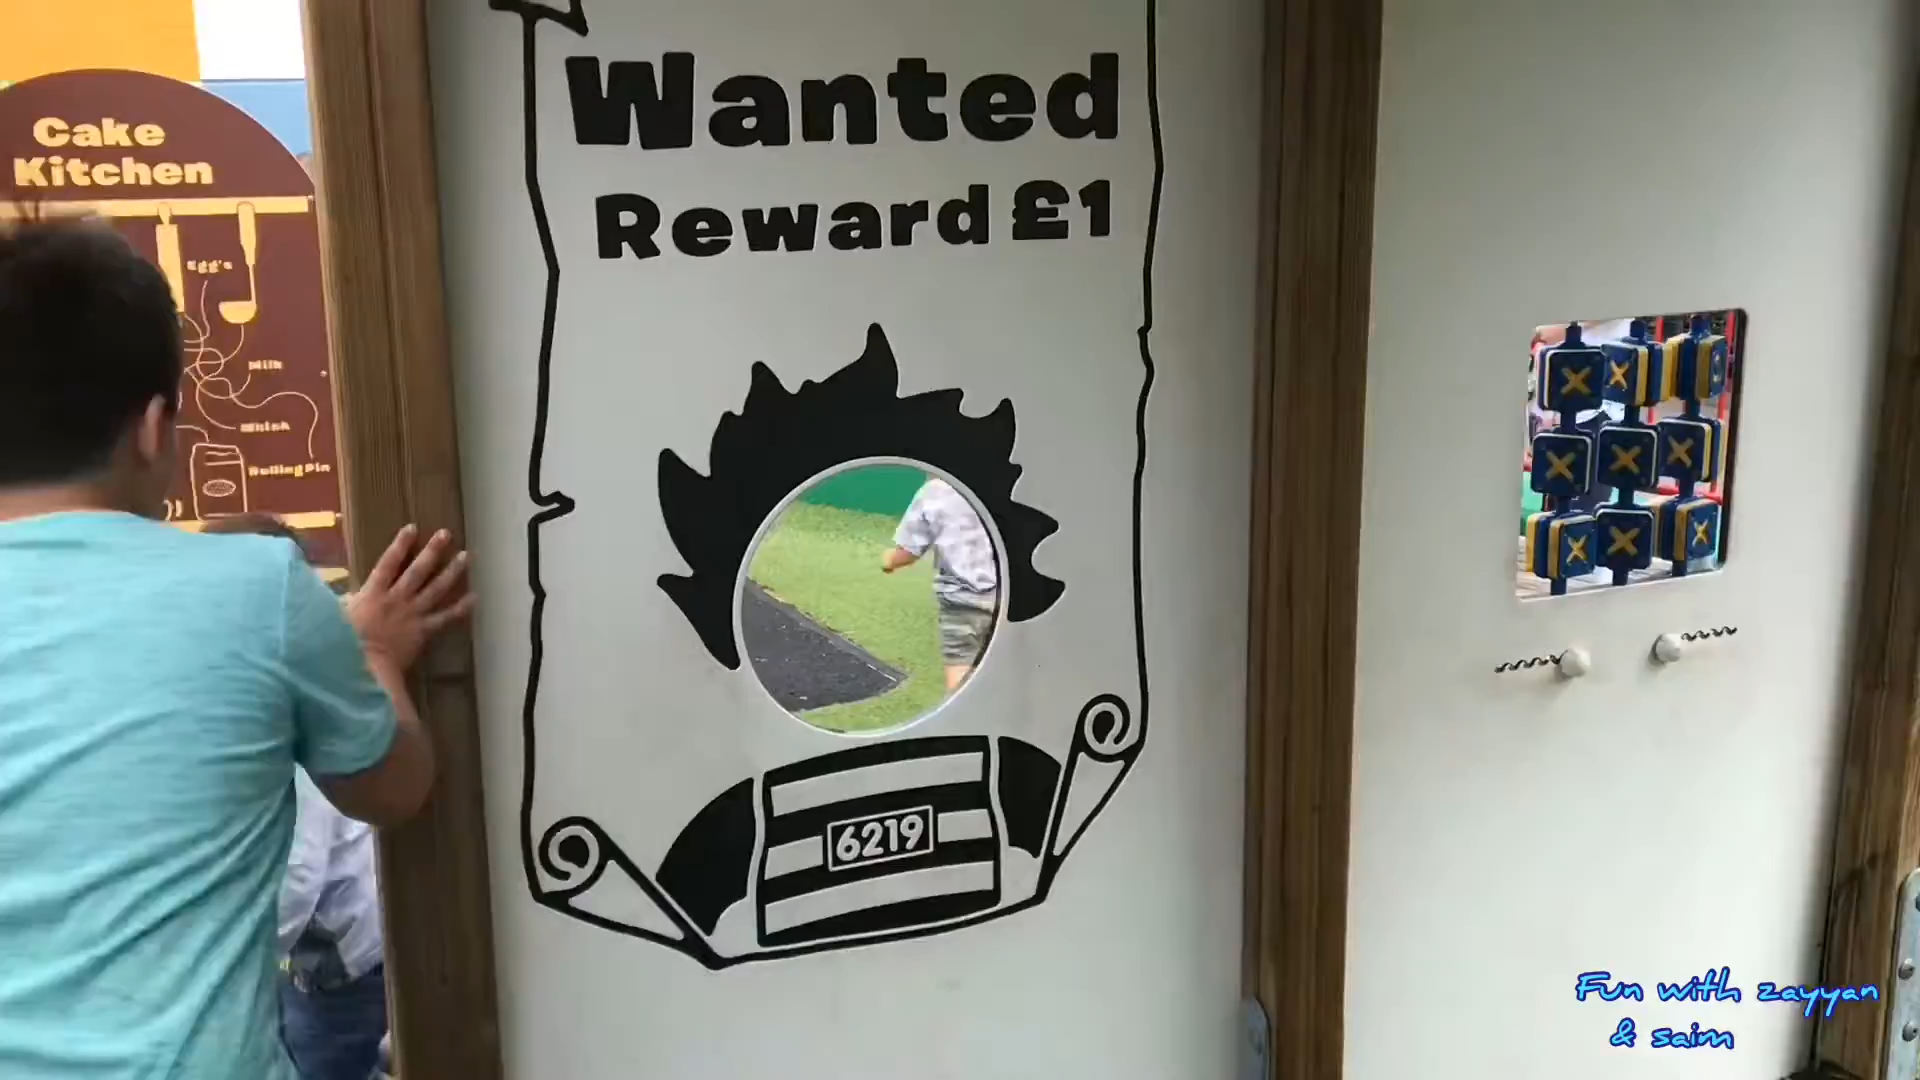 Cake
Kitchen
Egg's
Milk
Whisk
Rolling Pin
Wanted
Reward £1
6219
Fun with zayyan
& saim